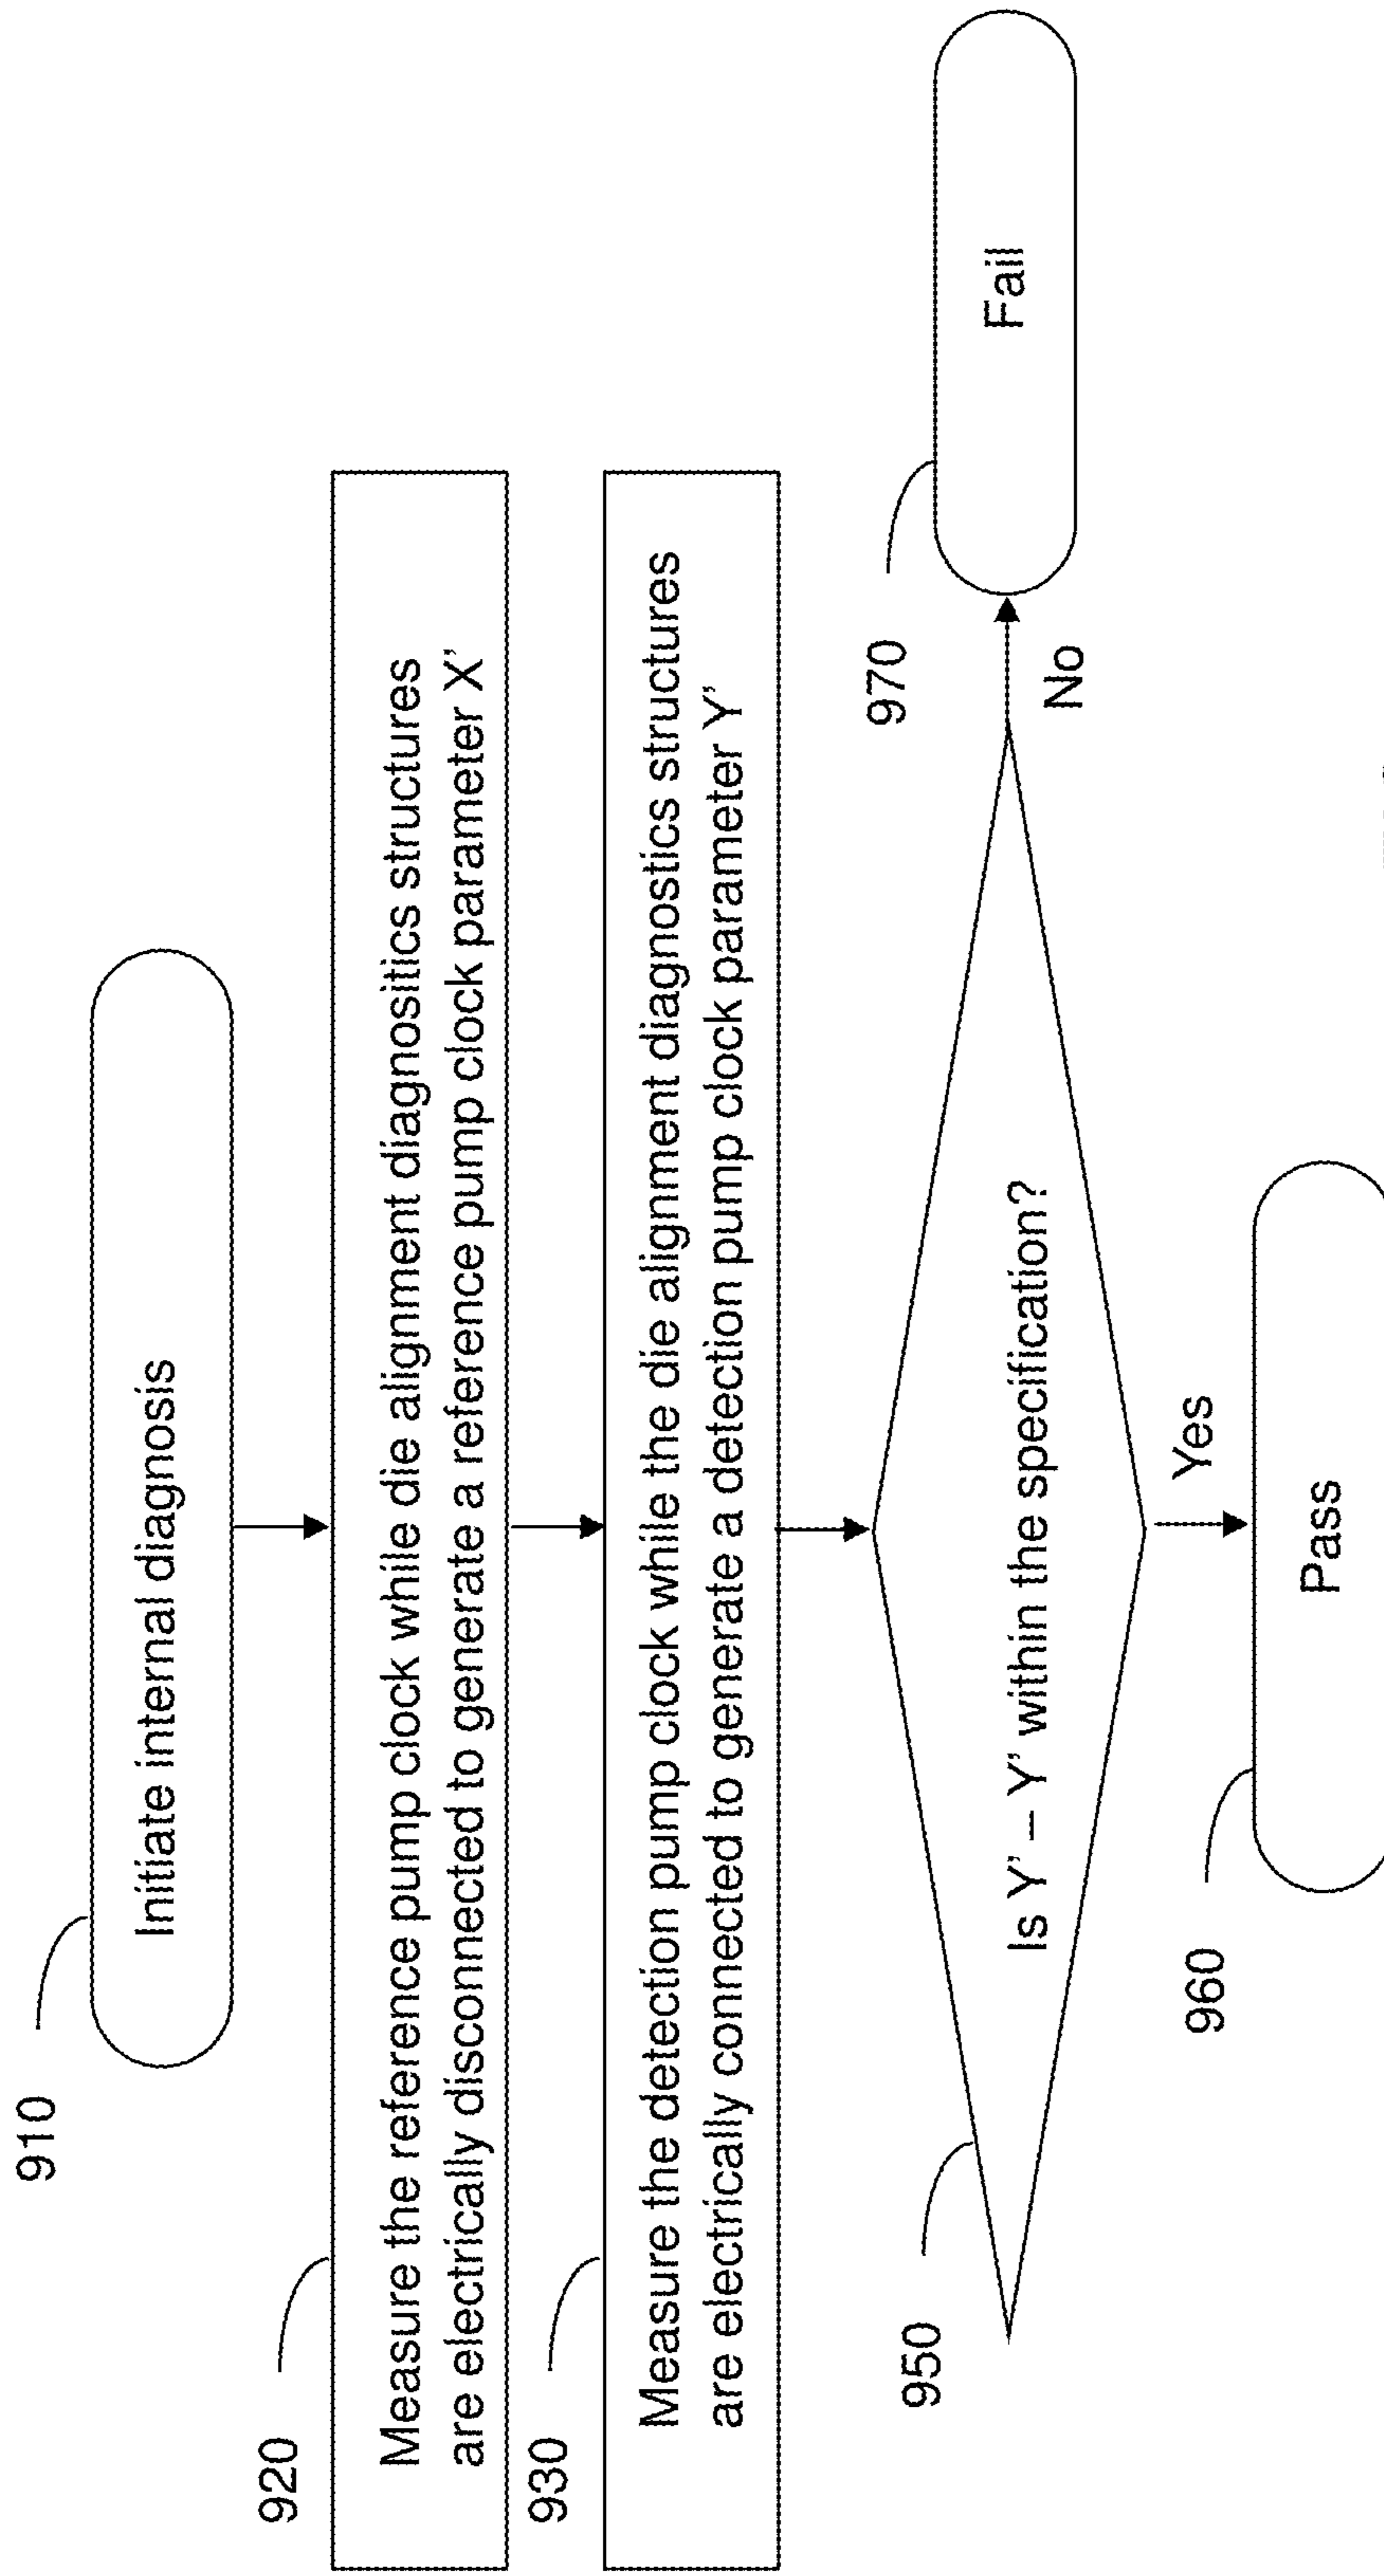 910
Initiate internal diagnosis
920
Measure the reference pump clock while die alignment diagnositics structures
are electrically disconnected to generate a reference pump clock parameter X'
930
Measure the detection pump clock while the die alignment diagnostics structures
are electrically connected to generate a detection pump clock parameter Y'
950
Is Y' – Y' within the specification?
970
No
Fail
Yes
960
Pass